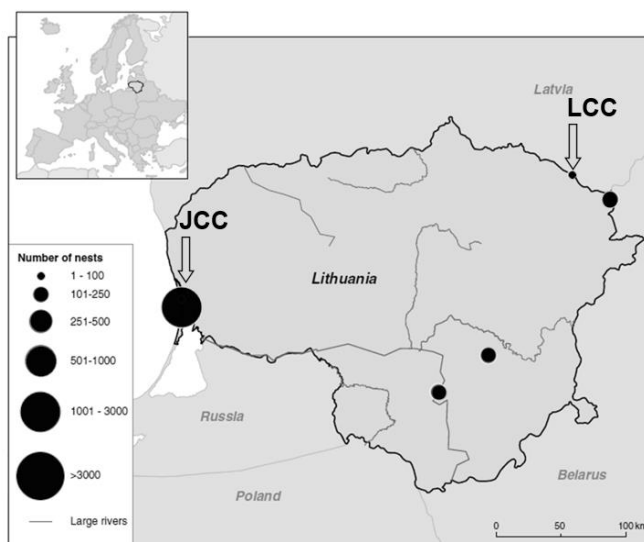 Latvia
LCC
JCC
Lithuania
Number of nests
1 - 100
101-250
251-500
501-1000
1001 - 3000
>3000
Large rivers
Russia
Poland
Belarus
0 50 100 km